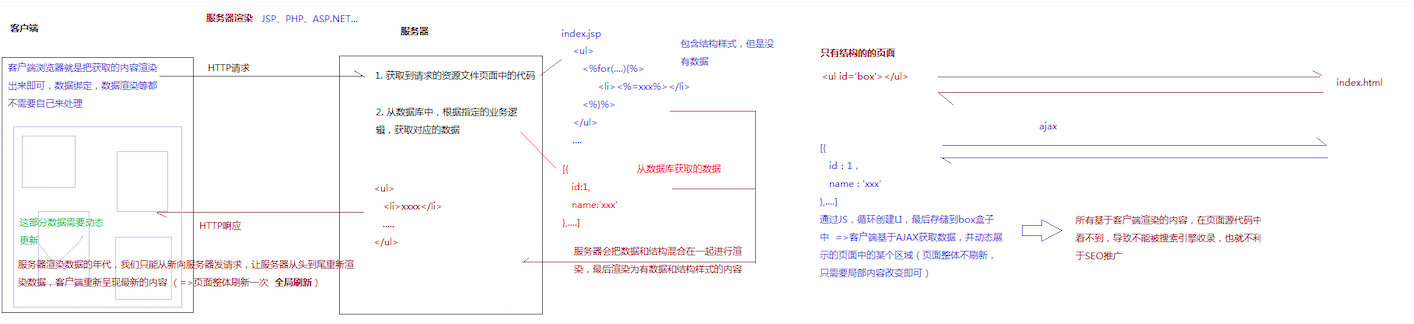 客户端
服务器渲染 JSP、PHP、ASP.NET...
服务器
客户端浏览器就是把获取的内容渲染
出来即可，数据绑定，数据渲染等都
不需要自己来处理
HTTP请求
1. 获取到请求的资源文件页面中的代码
2. 从数据库中，根据指定的业务逻
辑，获取对应的数据
<ul>
<li>xxxx</li>
.....
</ul>
这部分数据需要动态
更新
HTTP响应
服务器渲染数据的年代，我们只能从新向服务器发请求，让服务器从头到尾重新渲
染数据，客户端重新呈现最新的内容（=>页面整体刷新一次 全局刷新）
index.jsp
<ul>
<%for(....){%>
<li><%=xxx%></li>
<%}%>
</ul>
....
包含结构样式，但是没
有数据
从数据库获取的数据
[{
id:1,
name:'xxx'
},....]
服务器会把数据和结构混合在一起进行渲
染，最后渲染为有数据和结构样式的内容
只有结构的的页面
<ul id='box'></ul>
index.html
ajax
[{
id：1，
name：'xxx'
},....]
通过JS，循环创建LI，最后存储到box盒子
中 =>客户端基于AJAX获取数据，并动态展
示的页面中的某个区域（页面整体不刷新，
只需要局部内容改变即可）
所有基于客户端渲染的内容，在页面源代码中
看不到，导致不能被搜素引擎收录，也就不利
于SEO推广